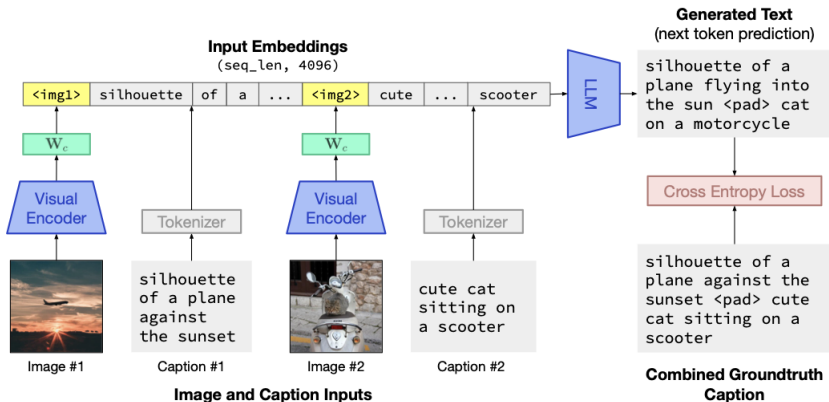 Input Embeddings
(seq_len, 4096)
Generated Text
(next token prediction)
<img1> silhouette of a ... <img2> cute ... scooter
LLM
silhouette of a
plane flying into
the sun <pad> cat
on a motorcycle
W_c
W_c
Cross Entropy Loss
Visual
Encoder
Tokenizer
Visual
Encoder
Tokenizer
silhouette
of a plane
against
the sunset
cute cat
sitting on
a scooter
silhouette of a
plane against the
sunset <pad> cute
cat sitting on a
scooter
Image #1
Caption #1
Image #2
Caption #2
Image and Caption Inputs
Combined Groundtruth
Caption